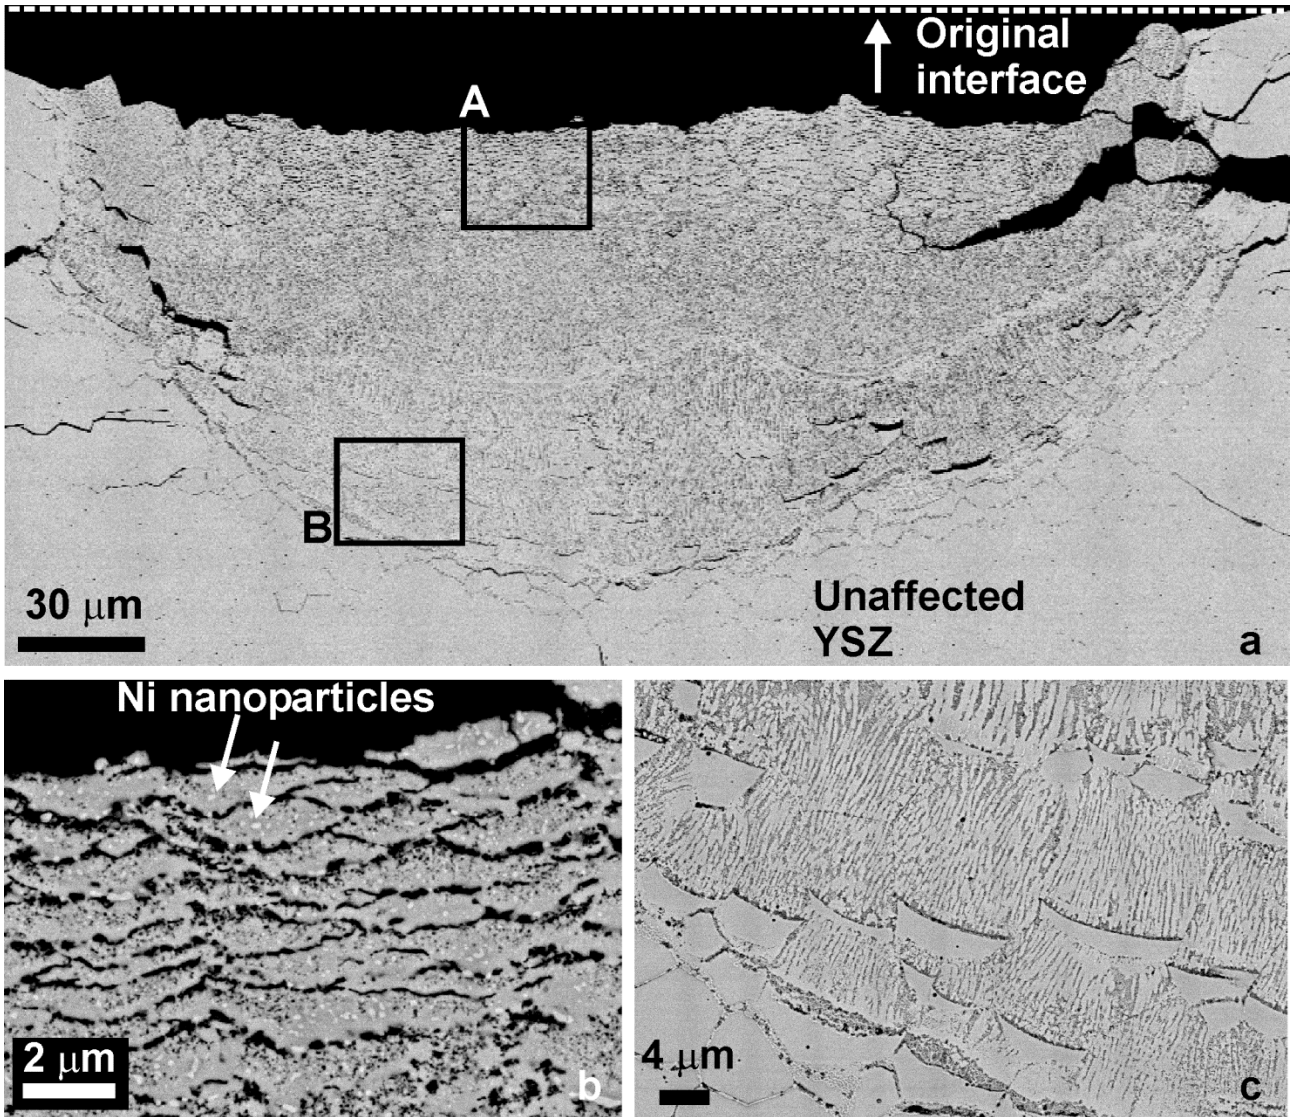 Original
interface
A
B
30 μm
Unaffected
YSZ
a
Ni nanoparticles
2 μm
b
4 μm
c